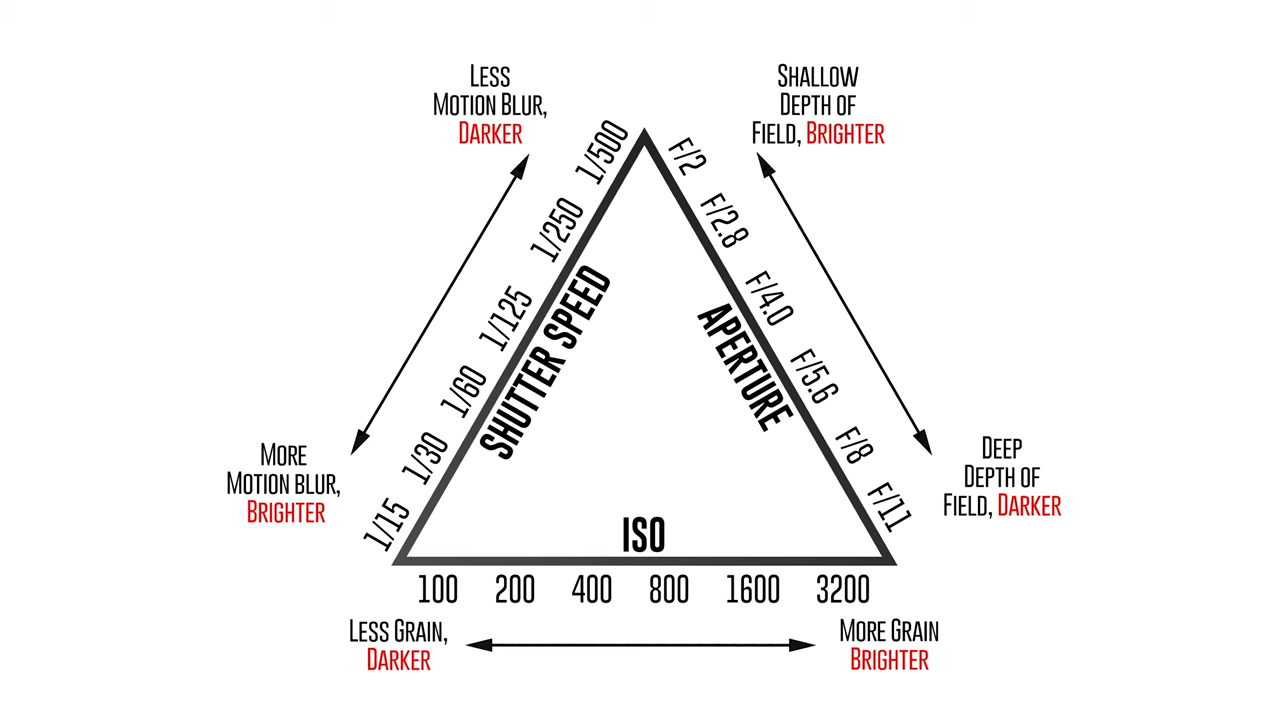 LESS
MOTION BLUR,
DARKER
SHALLOW
DEPTH OF
FIELD, BRIGHTER
1/500
1/250
1/125
1/60
1/30
1/15
SHUTTER SPEED
F/2
F/2.8
F/4.0
F/5.6
F/8
F/11
APERTURE
MORE
MOTION BLUR,
BRIGHTER
DEEP
DEPTH OF
FIELD, DARKER
ISO
100 200 400 800 1600 3200
LESS GRAIN,
DARKER
MORE GRAIN
BRIGHTER